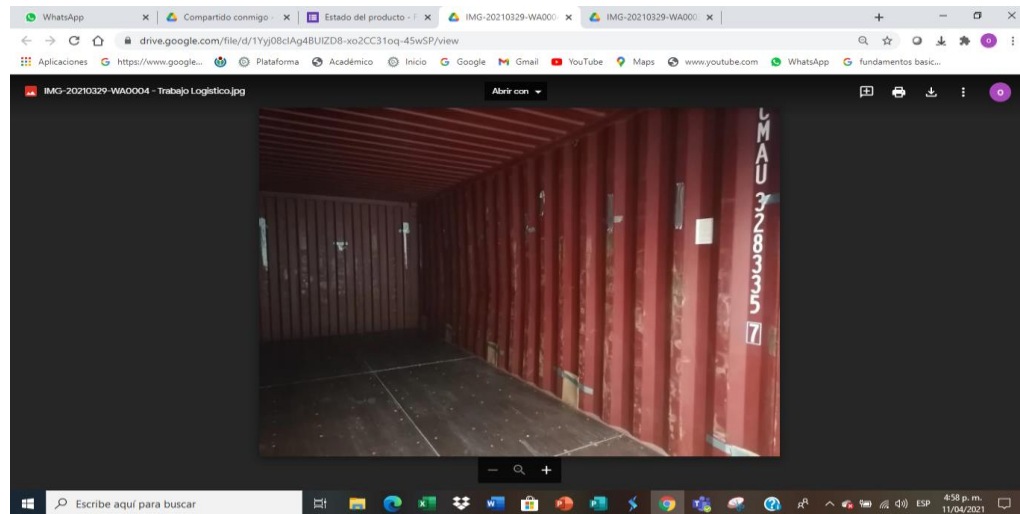 WhatsApp
Compartido conmigo -
Estado del producto - F
IMG-20210329-WA000
IMG-20210329-WA000
drive.google.com/file/d/1Yyj08cIAg4BUIZD8-xo2CC31oq-45wSP/view
Aplicaciones https://www.google... Plataforma Académico Inicio Google Gmail YouTube Maps www.youtube.com WhatsApp fundamentos basic...
IMG-20210329-WA0004 - Trabajo Logistico.jpg
Abrir con
CMAU 328335 7
Escribe aquí para buscar
ESP
4:58 p. m.
11/04/2021